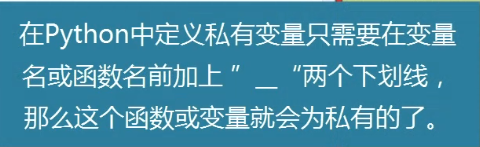 在Python中定义私有变量只需要在变量
名或函数名前加上 ”__“两个下划线，
那么这个函数或变量就会为私有的了。